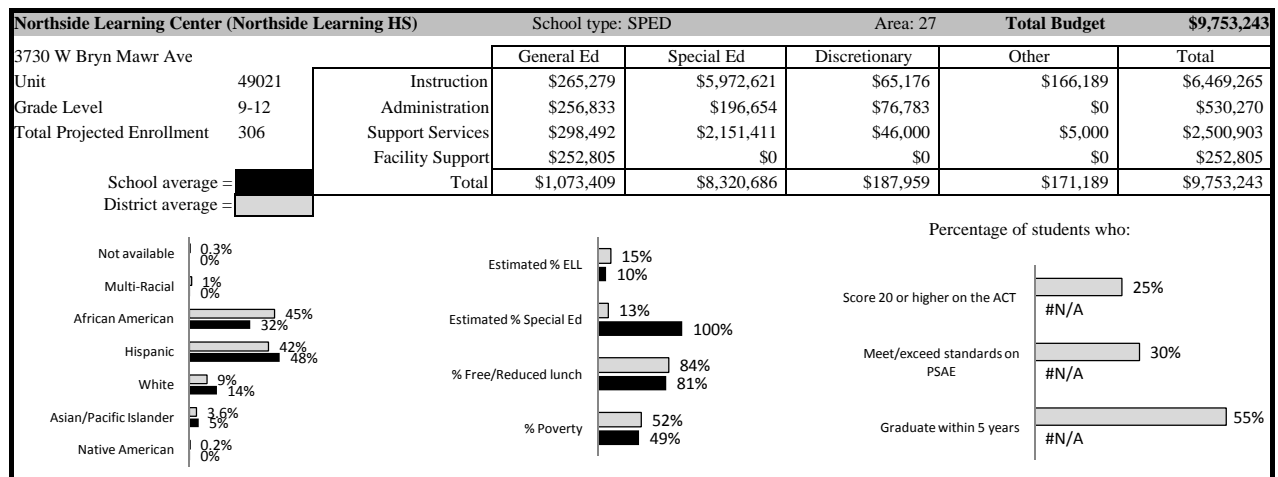 Northside Learning Center (Northside Learning HS) School type: SPED Area: 27 Total Budget $9,753,243
3730 W Bryn Mawr Ave General Ed Special Ed Discretionary Other Total
Unit 49021 Instruction $265,279 $5,972,621 $65,176 $166,189 $6,469,265
Grade Level 9-12 Administration $256,833 $196,654 $76,783 $0 $530,270
Total Projected Enrollment 306 Support Services $298,492 $2,151,411 $46,000 $5,000 $2,500,903
Facility Support $252,805 $0 $0 $0 $252,805
School average = Total $1,073,409 $8,320,686 $187,959 $171,189 $9,753,243
District average =
Not available 0.3%
0%
Multi-Racial 1%
0%
African American 45%
32%
Hispanic 42%
48%
White 9%
14%
Asian/Pacific Islander 3.6%
5%
Native American 0.2%
0%
Estimated % ELL 15%
10%
Estimated % Special Ed 13%
100%
% Free/Reduced lunch 84%
81%
% Poverty 52%
49%
Percentage of students who:
Score 20 or higher on the ACT 25%
#N/A
Meet/exceed standards on
PSAE 30%
#N/A
Graduate within 5 years 55%
#N/A